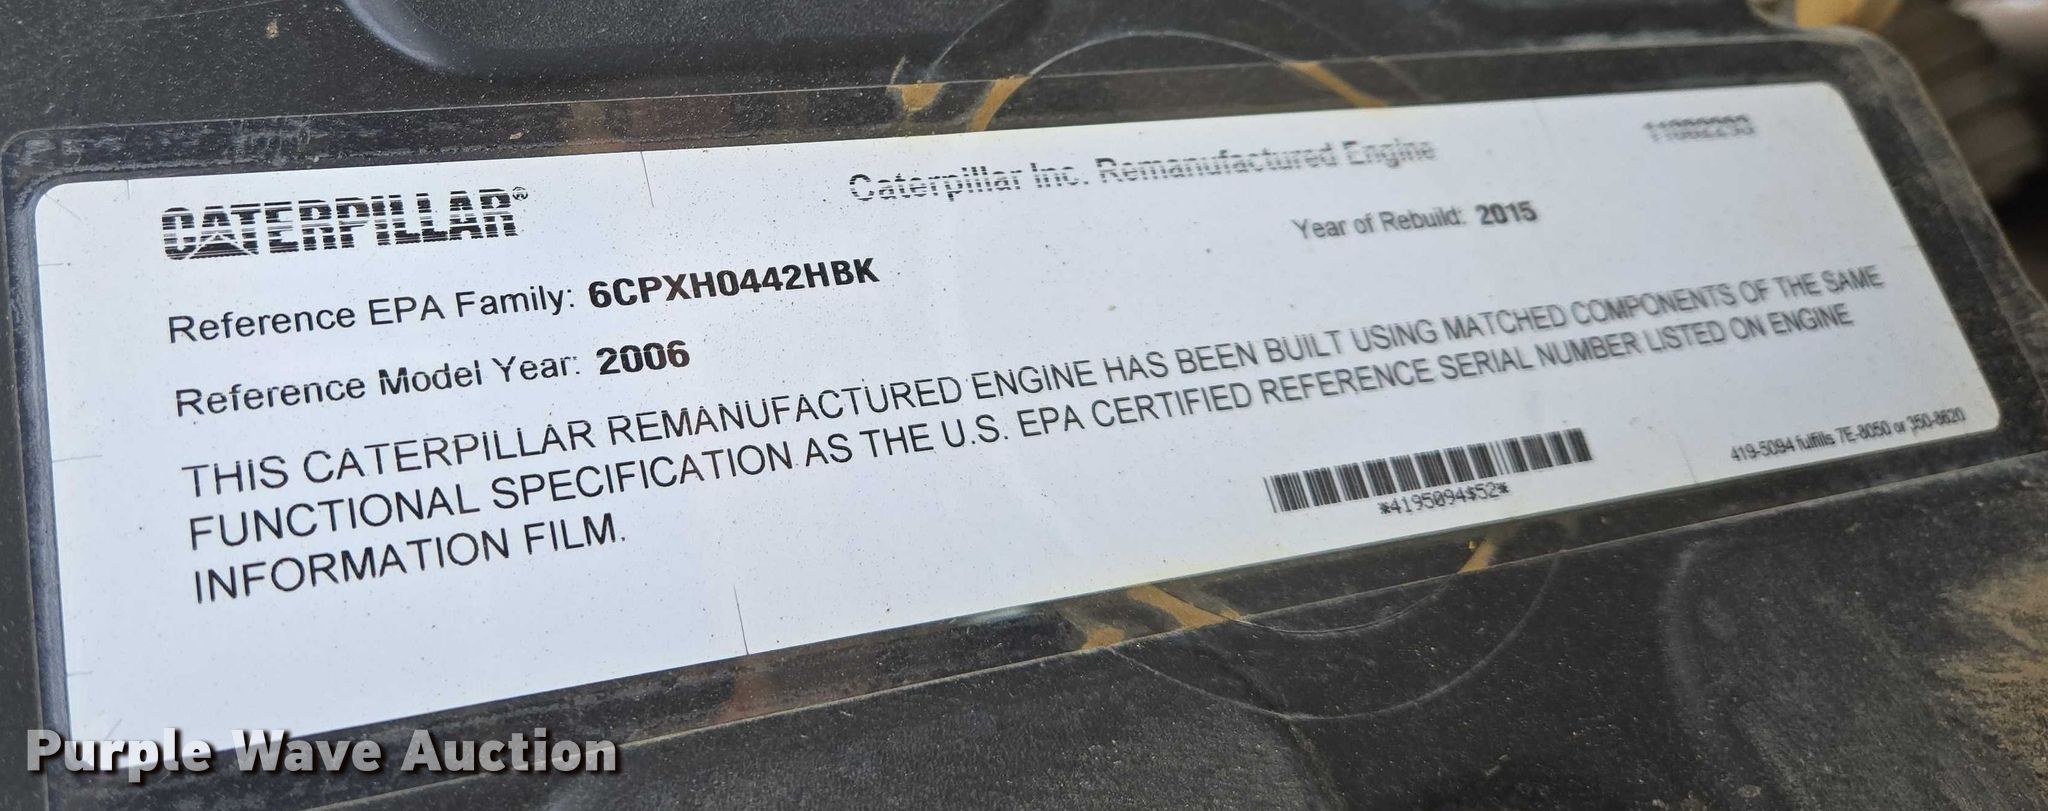 CATERPILLAR®
Caterpillar Inc. Remanufactured Engine
Year of Rebuild: 2015
Reference EPA Family: 6CPXH0442HBK
Reference Model Year: 2006
THIS CATERPILLAR REMANUFACTURED ENGINE HAS BEEN BUILT USING MATCHED COMPONENTS OF THE SAME
FUNCTIONAL SPECIFICATION AS THE U.S. EPA CERTIFIED REFERENCE SERIAL NUMBER LISTED ON ENGINE
INFORMATION FILM.
*4195094$52*
419-5094 fulfills 7E-8050 or 350-8620
Purple Wave Auction